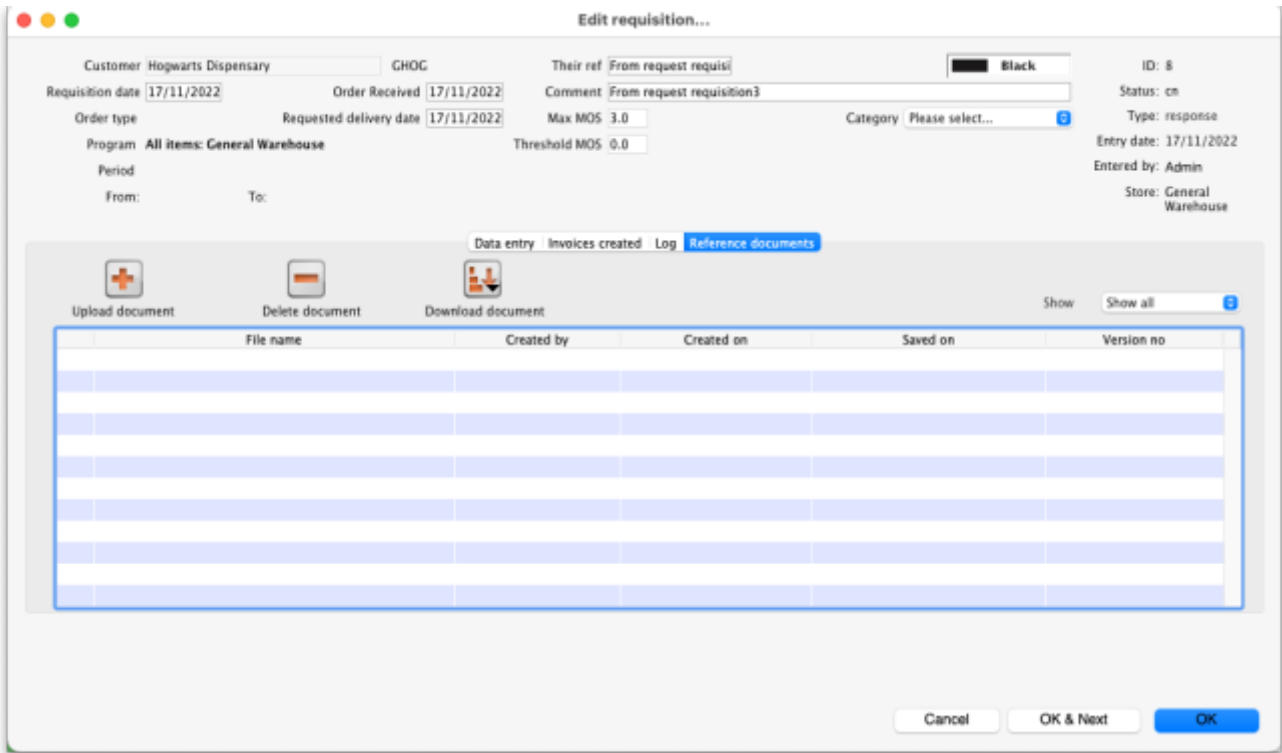 Edit requisition...
Customer Hogwarts Dispensary GHOG Their ref From request requisi Black ID: 8
Requisition date 17/11/2022 Order Received 17/11/2022 Comment From request requisition3 Status: cn
Order type Requested delivery date 17/11/2022 Max MOS 3.0 Category Please select... Type: response
Program All items: General Warehouse Threshold MOS 0.0 Entry date: 17/11/2022
Period Entered by: Admin
From: To: Store: General
Warehouse
Data entry Invoices created Log Reference documents
Upload document Delete document Download document Show Show all
File name Created by Created on Saved on Version no
Cancel OK & Next OK